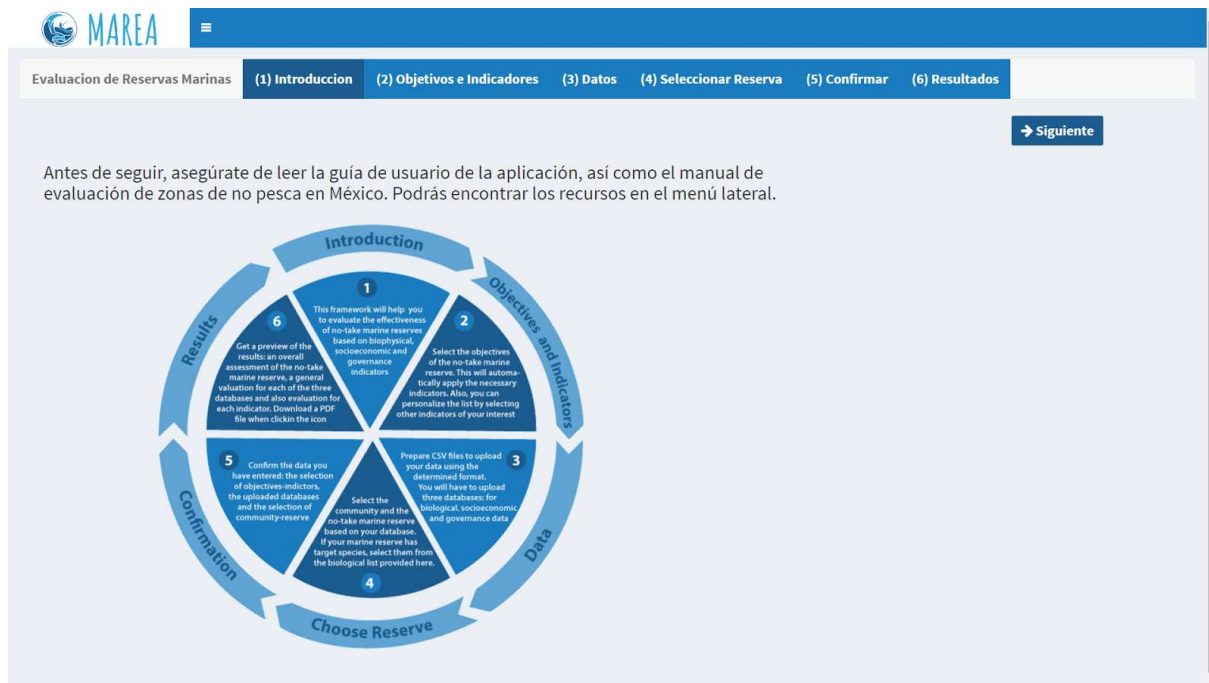 MAREA
Evaluacion de Reservas Marinas
(1) Introduccion
(2) Objetivos e Indicadores
(3) Datos
(4) Seleccionar Reserva
(5) Confirmar
(6) Resultados
Siguiente
Antes de seguir, asegúrate de leer la guía de usuario de la aplicación, así como el manual de
evaluación de zonas de no pesca en México. Podrás encontrar los recursos en el menú lateral.
Introduction
1
This framework will help you
to evaluate the effectiveness
of no-take marine reserves
based on biophysical,
socioeconomic and
governance
indicators
Objectives and Indicators
2
Select the objectives
of the no-take marine
reserve. This will automa-
tically apply the necessary
indicators. Also, you can
personalize the list by selecting
other indicators of your interest
Data
3
Prepare CSV files to upload
your data using the
determined format.
You will have to upload
three databases: for
biological, socioeconomic
and governance data
Choose Reserve
Select the
community and the
no-take marine reserve
based on your database.
If your marine reserve has
target species, select them from
the biological list provided here.
4
Confirmation
5
Confirm the data you
have entered: the selection
of objectives-indictors,
the uploaded databases
and the selection of
community-reserve
Results
6
Get a preview of the
results: an overall
assessment of the no-take
marine reserve, a general
valuation for each of the three
databases and also evaluation for
each indicator. Download a PDF
file when clickin the icon